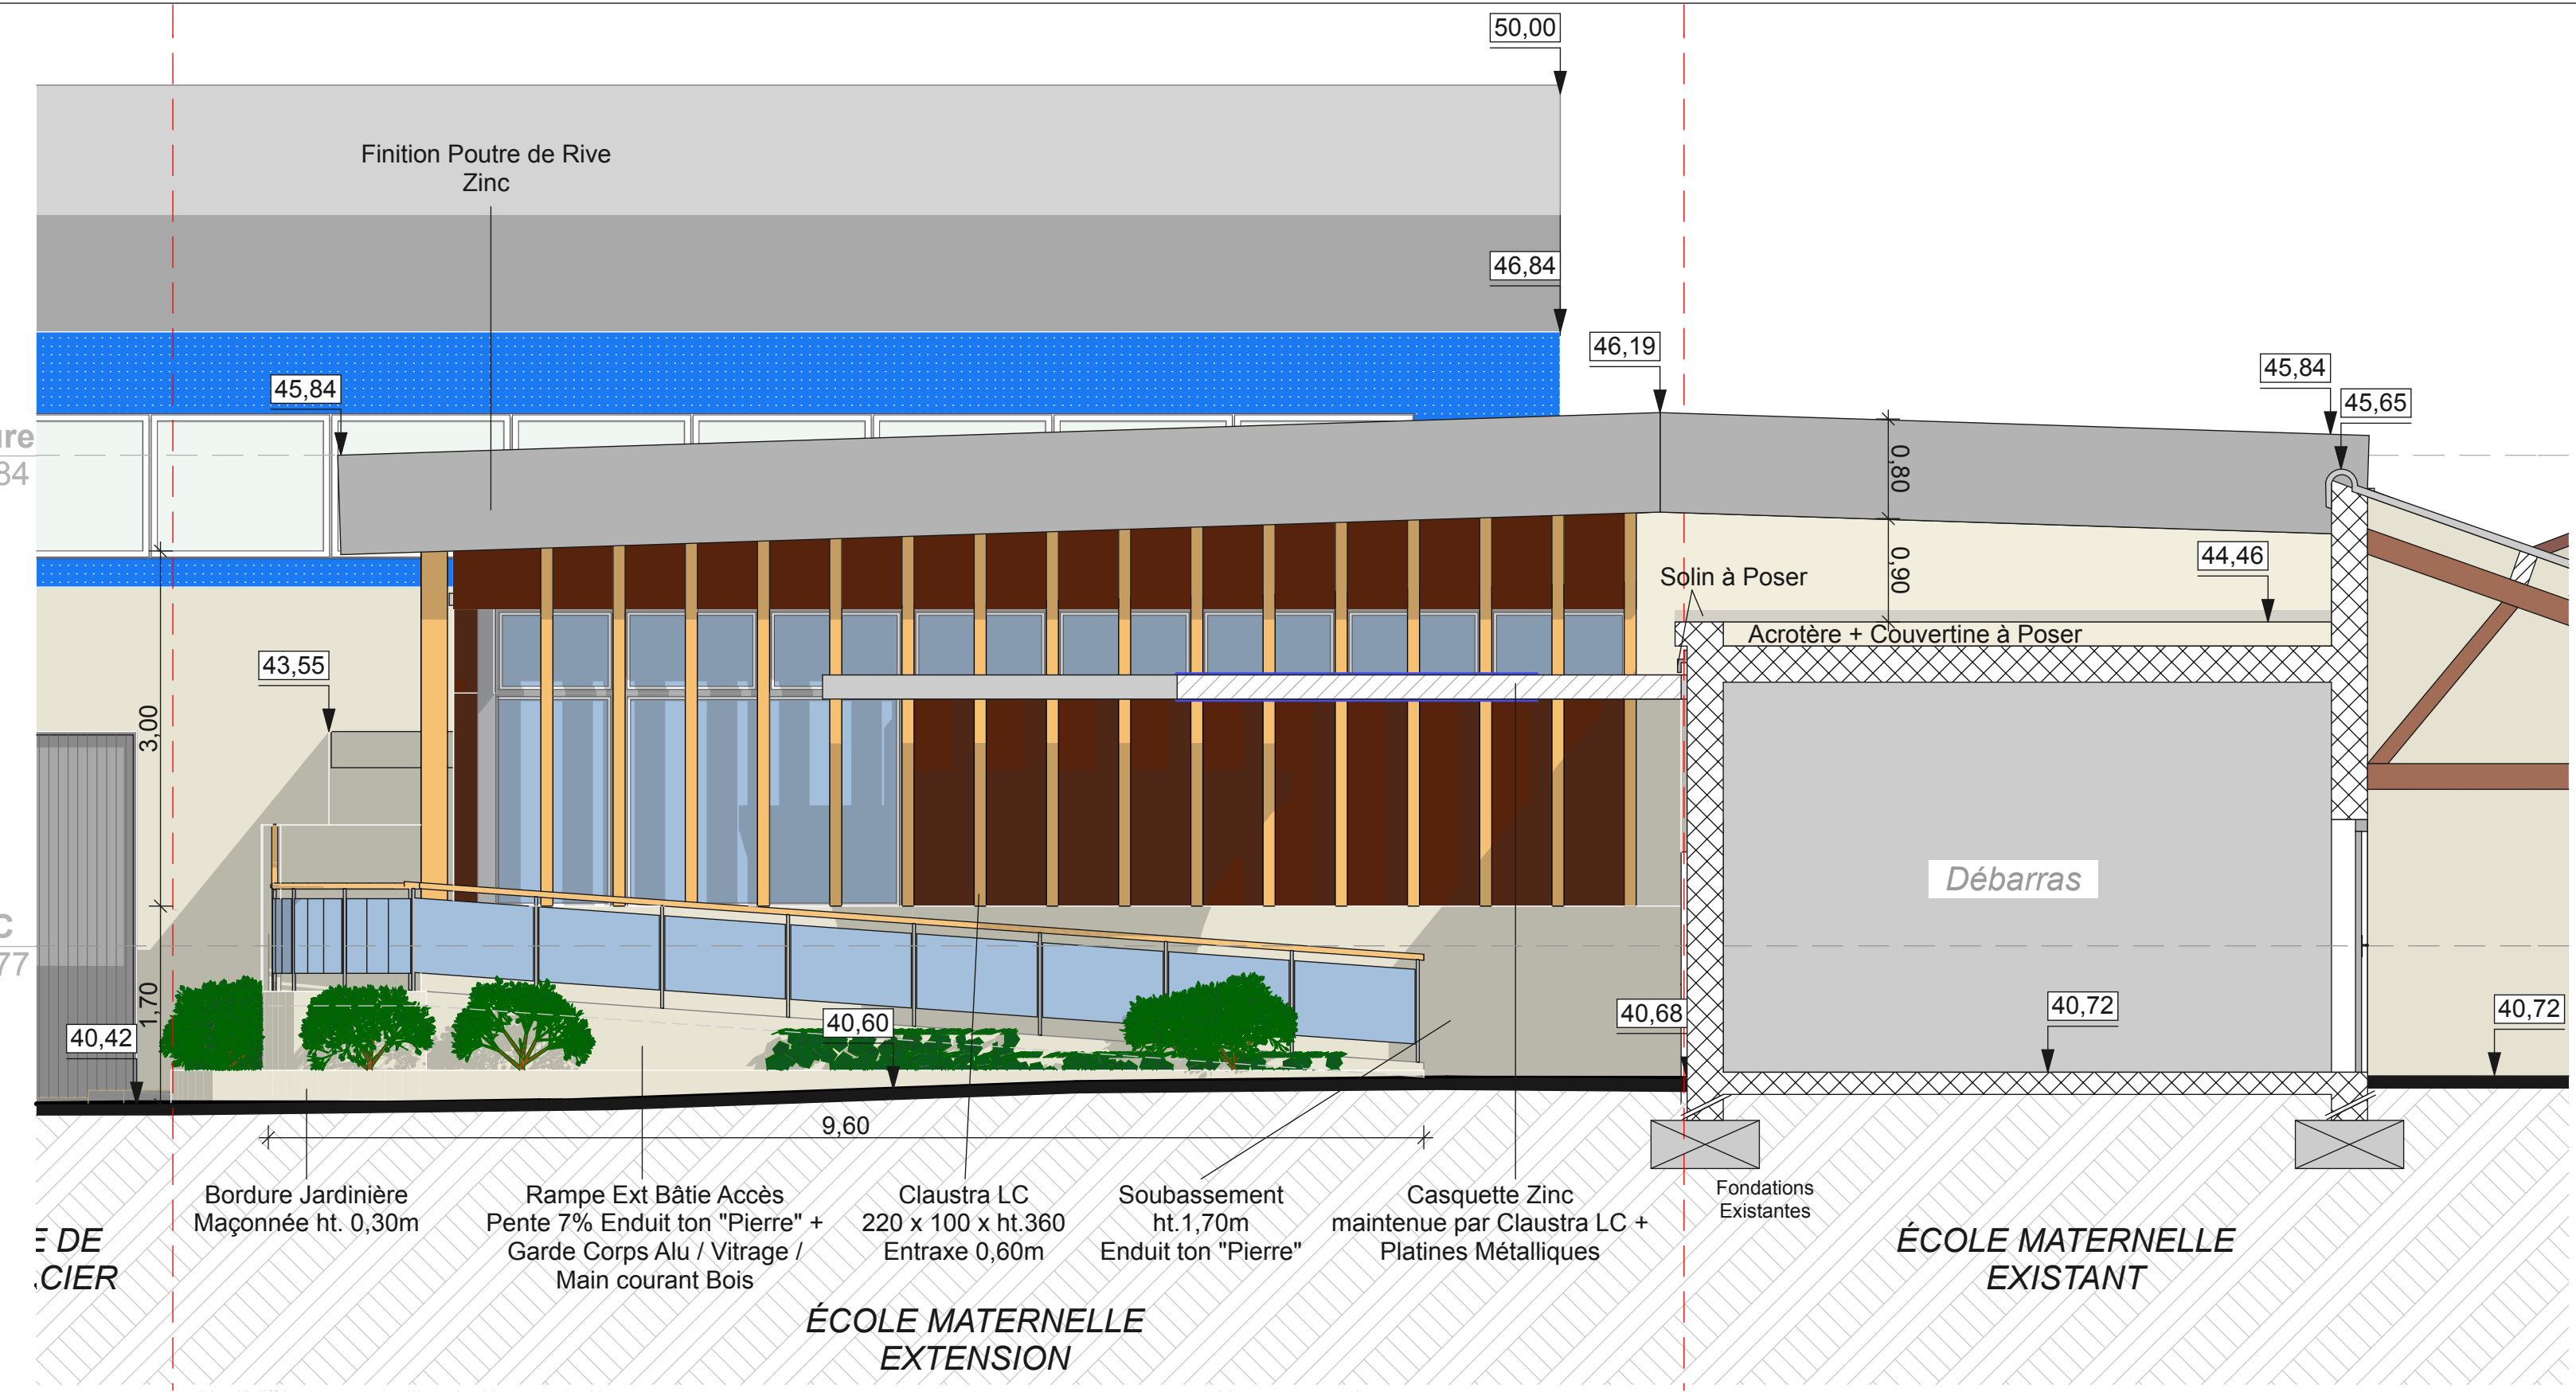 50,00
Finition Poutre de Rive
Zinc
46,84
46,19
45,84
45,84
45,65
ure
84
0,80
44,46
0,90
Solin à Poser
Acrotère + Couvertine à Poser
43,55
3,00
Débarras
C
77
1,70
40,42
40,60
40,68
40,72
40,72
9,60
Bordure Jardinière
Maçonnée ht. 0,30m
Rampe Ext Bâtie Accès
Pente 7% Enduit ton "Pierre" +
Garde Corps Alu / Vitrage /
Main courant Bois
Claustra LC
220 x 100 x ht.360
Entraxe 0,60m
Soubassement
ht.1,70m
Enduit ton "Pierre"
Casquette Zinc
maintenue par Claustra LC +
Platines Métalliques
Fondations
Existantes
E DE
CIER
ÉCOLE MATERNELLE
EXTENSION
ÉCOLE MATERNELLE
EXISTANT